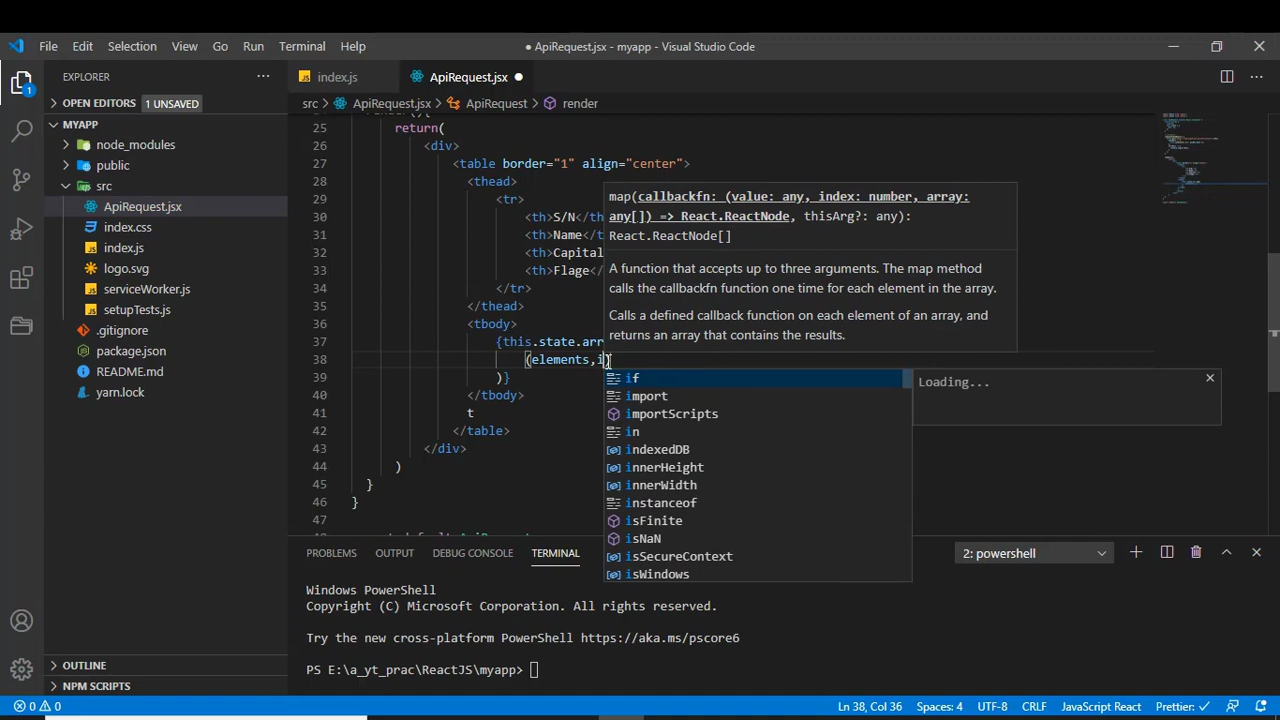 File Edit Selection View Go Run Terminal Help
● ApiRequest.jsx - myapp - Visual Studio Code
EXPLORER
OPEN EDITORS 1 UNSAVED
MYAPP
node_modules
public
src
ApiRequest.jsx
index.css
index.js
logo.svg
serviceWorker.js
setupTests.js
.gitignore
package.json
README.md
yarn.lock
OUTLINE
NPM SCRIPTS
1
index.js
ApiRequest.jsx ●
src > ApiRequest.jsx > ApiRequest > render
25 return(
26 <div>
27 <table border="1" align="center">
28 <thead>
29 <tr>
30 <th>S/N</th
31 <th>Name</t
32 <th>Capital
33 <th>Flage</
34 </tr>
35 </thead>
36 <tbody>
37 {this.state.arr
38 (elements,i)
39 )}
40 </tbody>
41 t
42 </table>
43 </div>
44 )
45 }
46 }
47
map(callbackfn: (value: any, index: number, array:
any[]) => React.ReactNode, thisArg?: any):
React.ReactNode[]
A function that accepts up to three arguments. The map method
calls the callbackfn function one time for each element in the array.
Calls a defined callback function on each element of an array, and
returns an array that contains the results.
if
import
importScripts
in
indexedDB
innerHeight
innerWidth
instanceof
isFinite
isNaN
isSecureContext
isWindows
Loading...
PROBLEMS OUTPUT DEBUG CONSOLE TERMINAL
2: powershell
Windows PowerShell
Copyright (C) Microsoft Corporation. All rights reserved.
Try the new cross-platform PowerShell https://aka.ms/pscore6
PS E:\a_yt_prac\ReactJS\myapp>
0 0
Ln 38, Col 36 Spaces: 4 UTF-8 CRLF JavaScript React Prettier: ✓